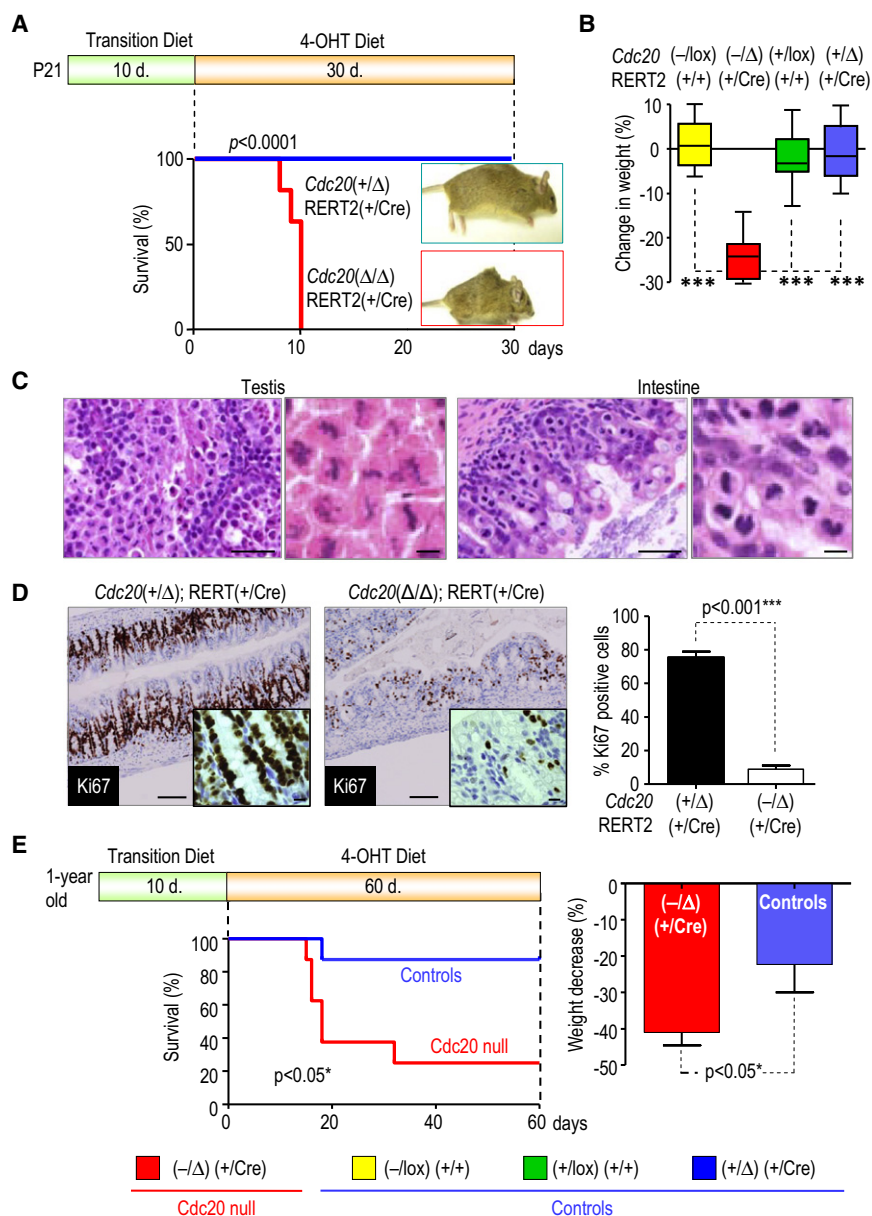 A
Transition Diet 4-OHT Diet
P21 10 d. 30 d.
p<0.0001
Survival (%)
100
50
0
Cdc20(+/Δ)
RERT2(+/Cre)
Cdc20(Δ/Δ)
RERT2(+/Cre)
0 10 20 30 days
B
Cdc20 (–/lox) (–/Δ) (+/lox) (+/Δ)
RERT2 (+/+) (+/Cre) (+/+) (+/Cre)
Change in weight (%)
10
0
-10
-20
-30
*** *** ***
C
Testis Intestine
D
Cdc20(+/Δ); RERT(+/Cre) Cdc20(Δ/Δ); RERT(+/Cre)
Ki67 Ki67
p<0.001***
% Ki67 positive cells
100
80
60
40
20
0
Cdc20 (+/Δ) (–/Δ)
RERT2 (+/Cre) (+/Cre)
E
Transition Diet 4-OHT Diet
1-year
old
10 d. 60 d.
Survival (%)
100
80
60
40
20
0
Controls
Cdc20 null
p<0.05*
0 20 40 60 days
Weight decrease (%)
0
-10
-20
-30
-40
-50
(–/Δ)
(+/Cre)
Controls
p<0.05*
(–/Δ) (+/Cre) (–/lox) (+/+) (+/lox) (+/+) (+/Δ) (+/Cre)
Cdc20 null Controls